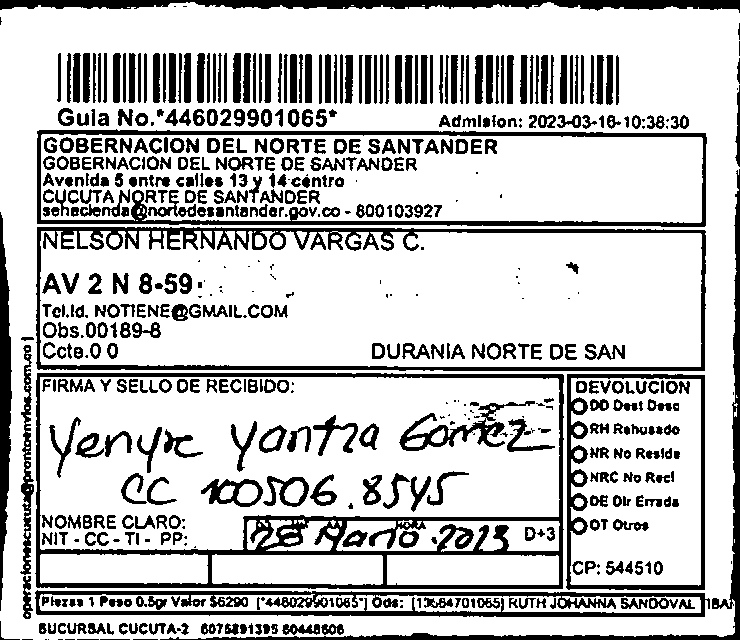 Guia No.*446029901065*
Admision: 2023-03-16-10:38:30
GOBERNACION DEL NORTE DE SANTANDER
GOBERNACION DEL NORTE DE SANTANDER
Avenida 5 entre calles 13 y 14 centro
CUCUTA NORTE DE SANTANDER
sehacienda@nortedesantander.gov.co - 800103927
NELSON HERNANDO VARGAS C.
AV 2 N 8-59
Tel.Id. NOTIENE@GMAIL.COM
Obs.00189-8
Ccte.0 0
DURANIA NORTE DE SAN
operacionescucuta@prontoenvios.com.co |
FIRMA Y SELLO DE RECIBIDO:
Yantza Gomez
CC 100506.8545
NOMBRE CLARO:
NIT - CC - TI - PP:
HORA
28 Marzo 2023
D+3
DEVOLUCION
DD Dest Desc
RH Rehusado
NR No Reside
NRC No Recl
DE Dir Errada
OT Otros
CP: 544510
Piezas 1 Peso 0.5gr Valor $6290 [*446029901065*] Ods: [13564701065] RUTH JOHANNA SANDOVAL
SUCURSAL CUCUTA-2 6075891395